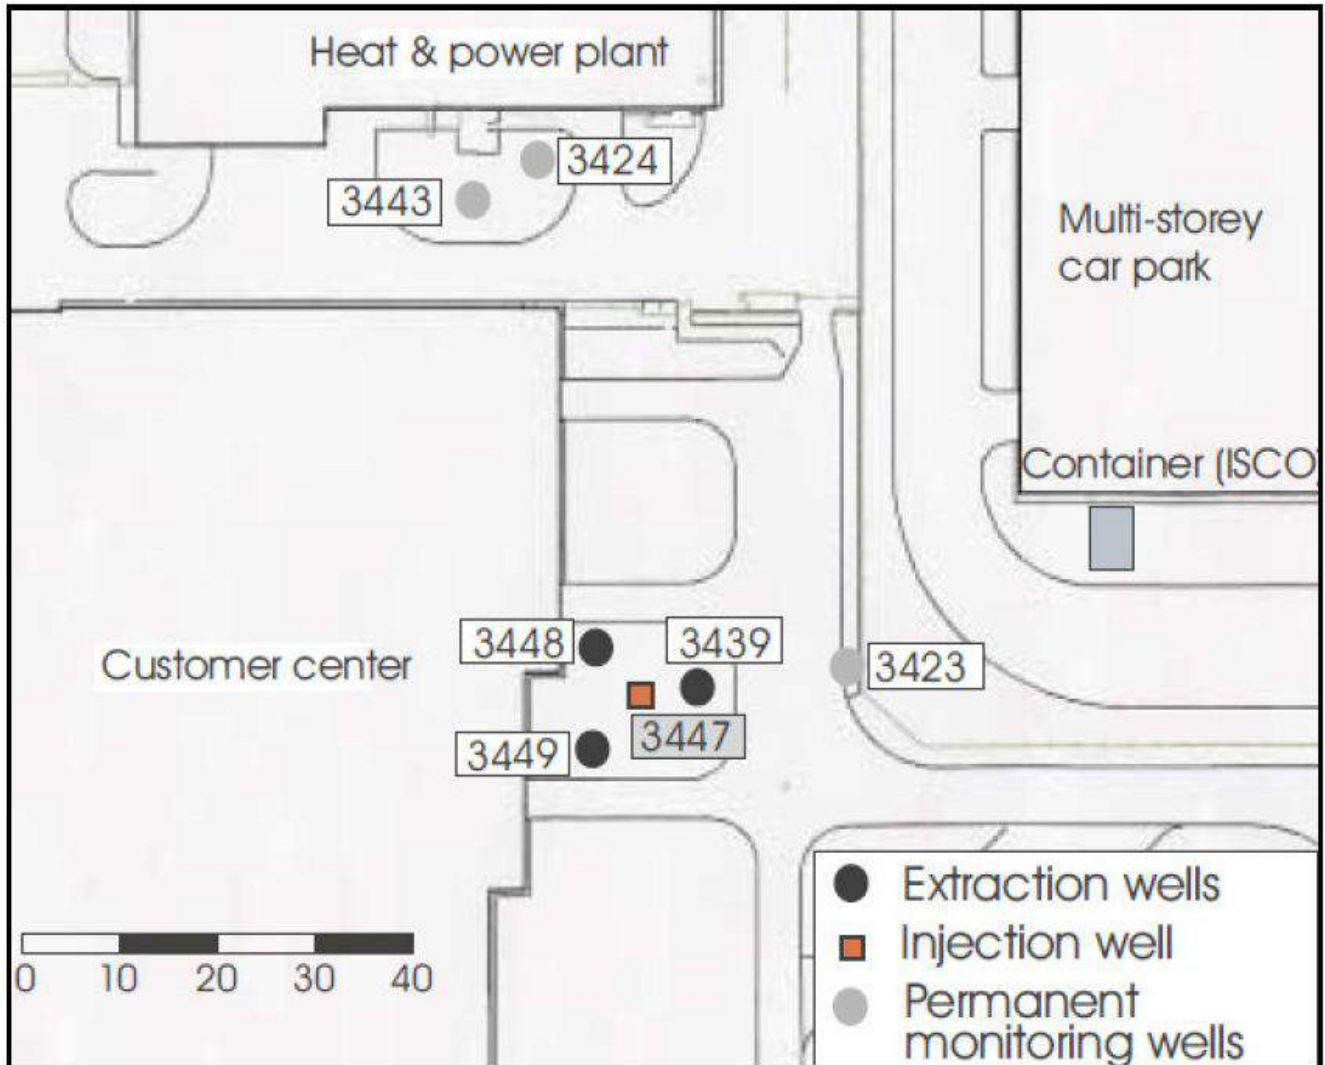 Heat & power plant
3424
3443
Multi-storey
car park
Container (ISCO)
3448
3439
Customer center
3423
3447
3449
Extraction wells
Injection well
Permanent
monitoring wells
0 10 20 30 40